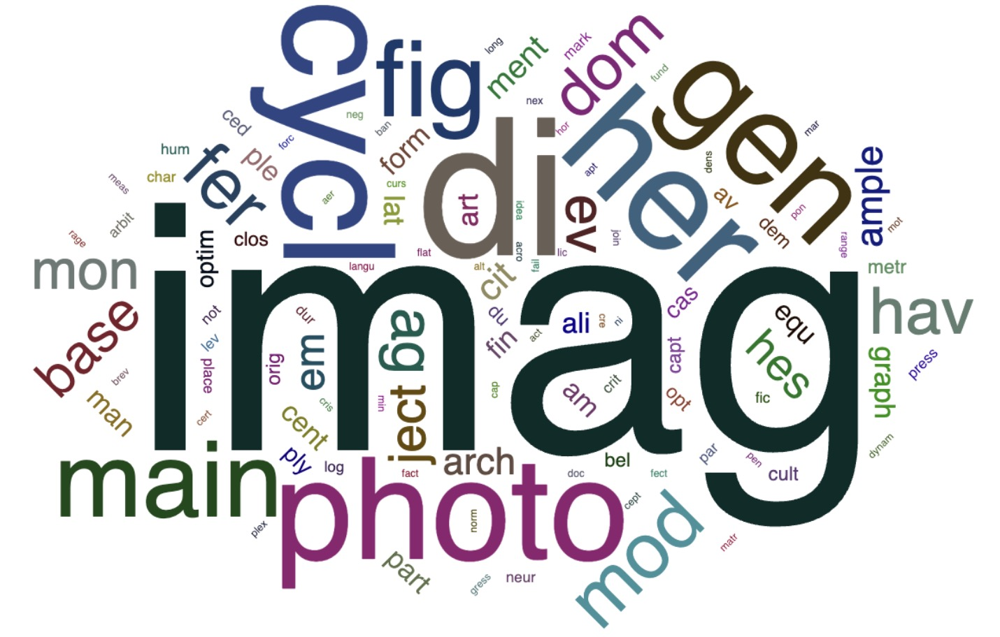 cycl
fig
long
ment
mark
dom
fund
gen
nex
neg
ban
ced
forc
hor
her
mar
hum
fer
ple
form
di
apt
dens
ample
char
meas
aer
curs
lat
art
idea
ev
av
pon
arbit
rage
optim
clos
flat
acro
lic
join
dem
range
mot
mon
langu
alt
fail
cit
metr
imag
base
not
dur
du
ali
cre
ni
cas
equ
hav
lev
orig
em
ag
fin
act
capt
hes
graph
press
place
brev
man
cert
cris
cent
min
ject
cap
am
crit
opt
fic
dynam
main
ply
log
fact
arch
doc
bel
fect
par
pen
cult
photo
norm
cept
plex
mod
matr
part
gress
neur